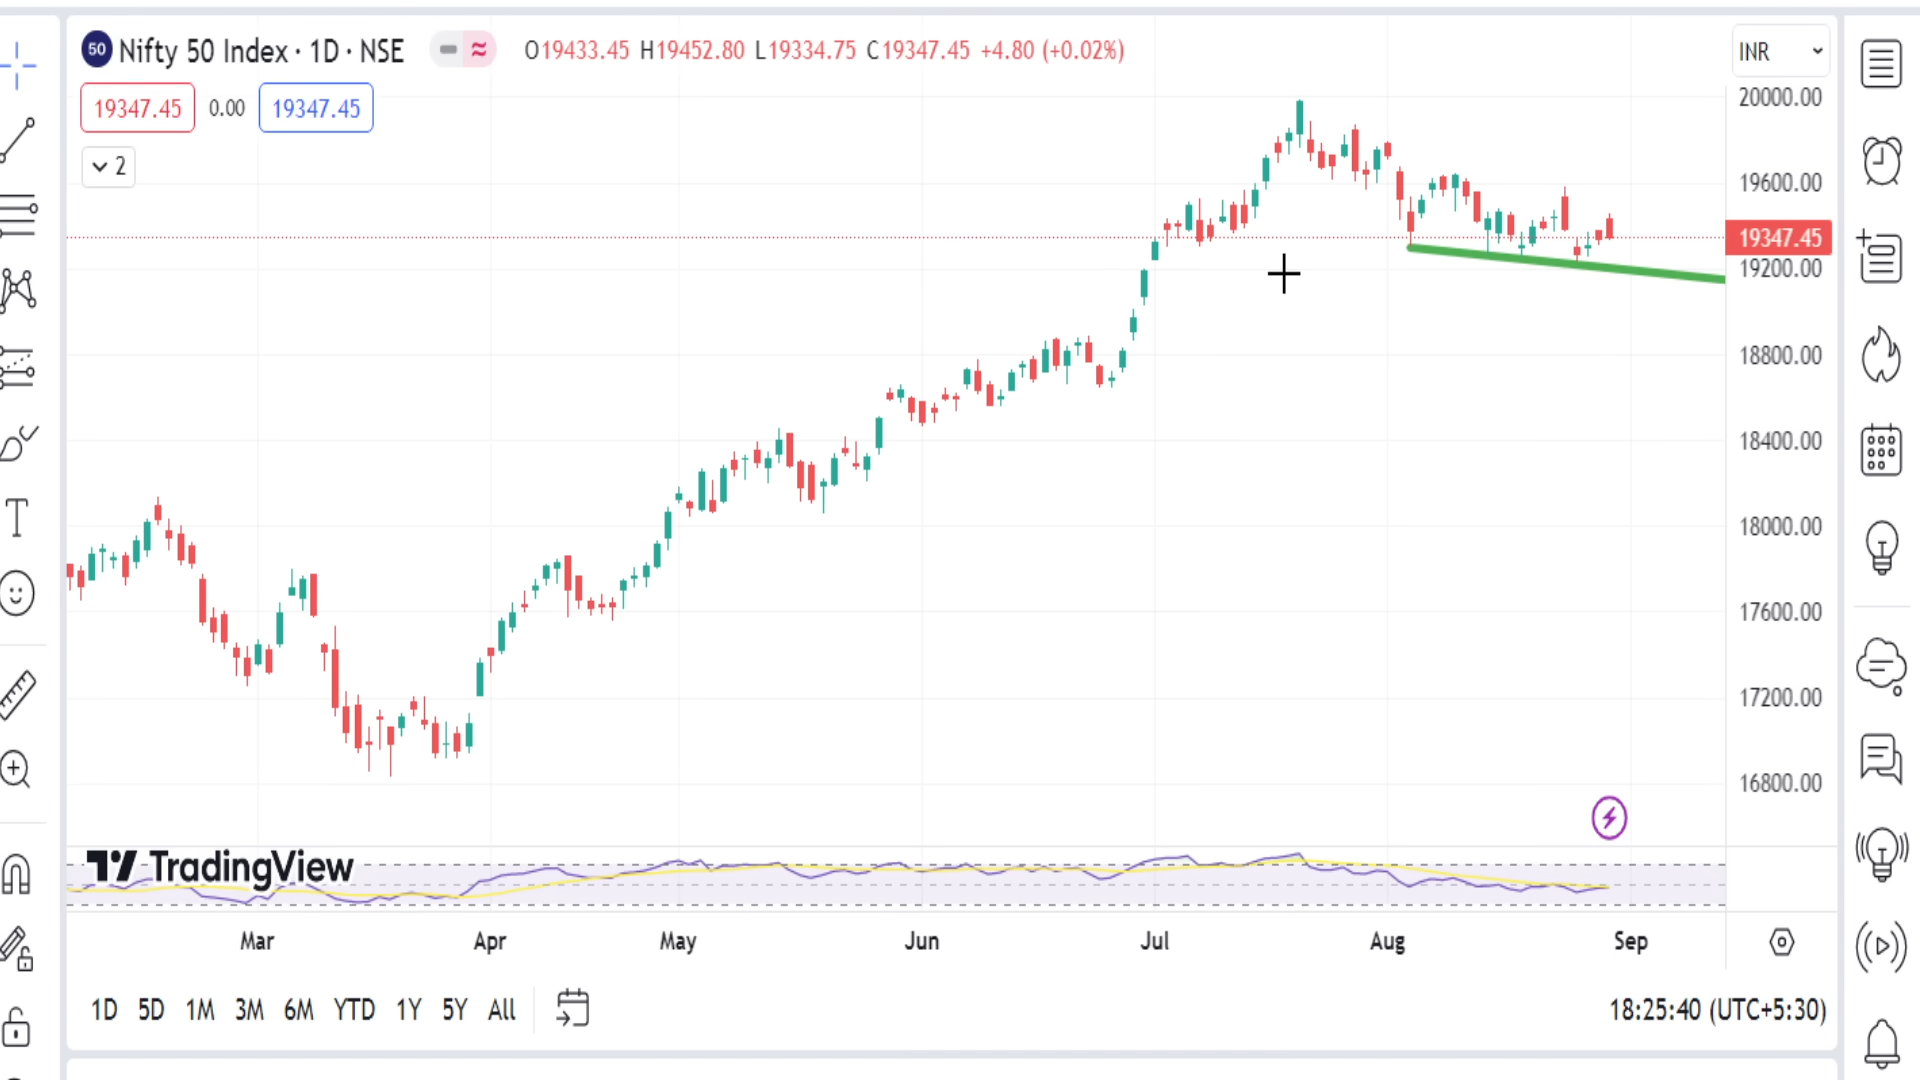 50 Nifty 50 Index · 1D · NSE O19433.45 H19452.80 L19334.75 C19347.45 +4.80 (+0.02%) INR
19347.45 0.00 19347.45
2
20000.00
19600.00
19347.45
19200.00
18800.00
18400.00
18000.00
17600.00
17200.00
16800.00
TradingView
Mar Apr May Jun Jul Aug Sep
1D 5D 1M 3M 6M YTD 1Y 5Y All 18:25:40 (UTC+5:30)